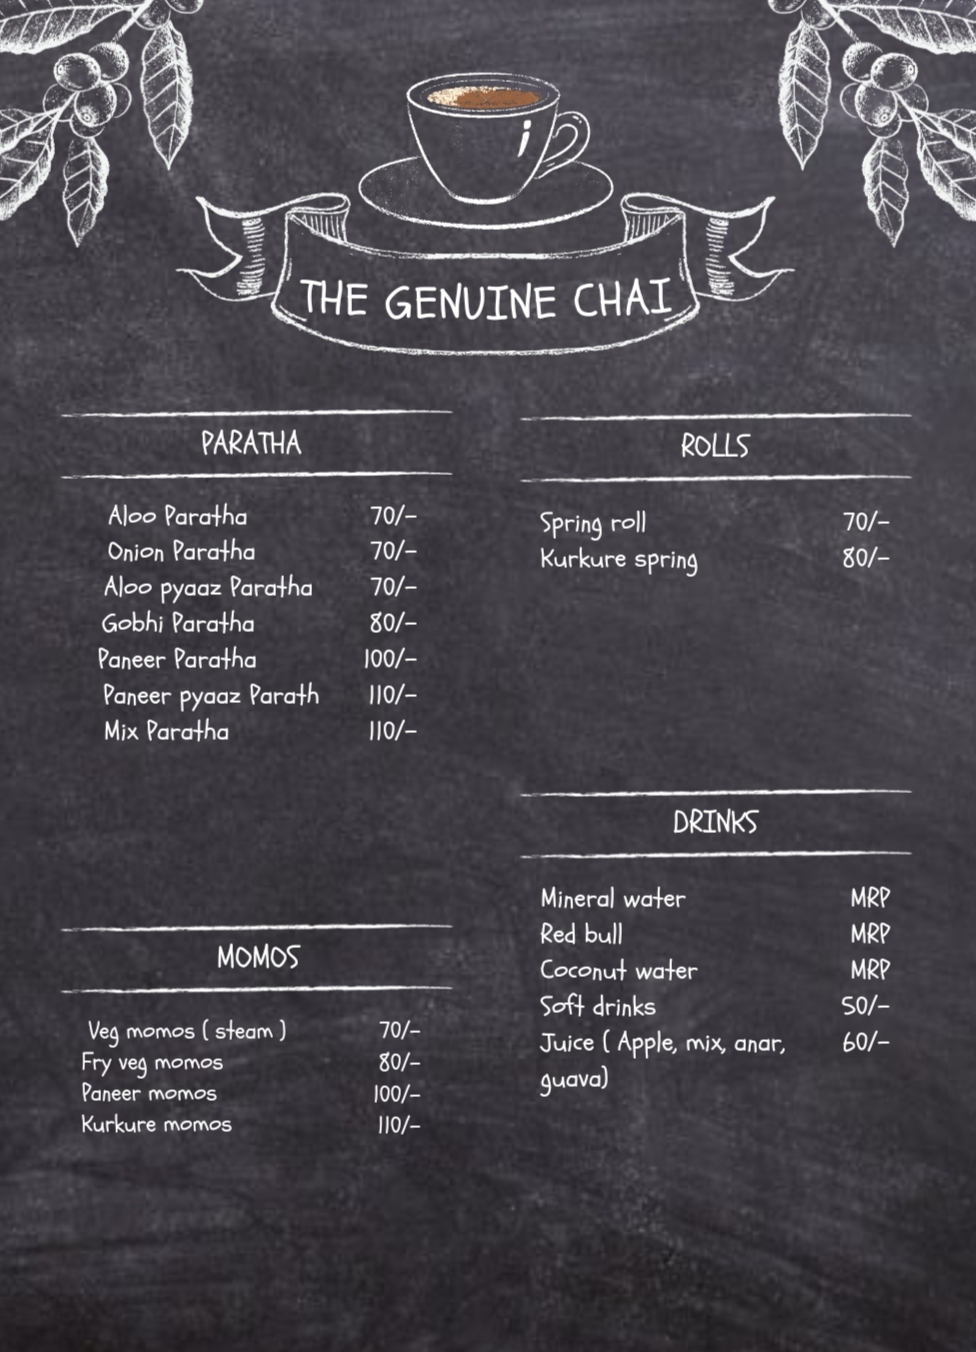 THE GENUINE CHAI
PARATHA
Aloo Paratha 70/-
Onion Paratha 70/-
Aloo pyaaz Paratha 70/-
Gobhi Paratha 80/-
Paneer Paratha 100/-
Paneer pyaaz Parath 110/-
Mix Paratha 110/-
MOMOS
Veg momos ( steam ) 70/-
Fry veg momos 80/-
Paneer momos 100/-
Kurkure momos 110/-
ROLLS
Spring roll 70/-
Kurkure spring 80/-
DRINKS
Mineral water MRP
Red bull MRP
Coconut water MRP
Soft drinks 50/-
Juice ( Apple, mix, anar, 60/-
guava)